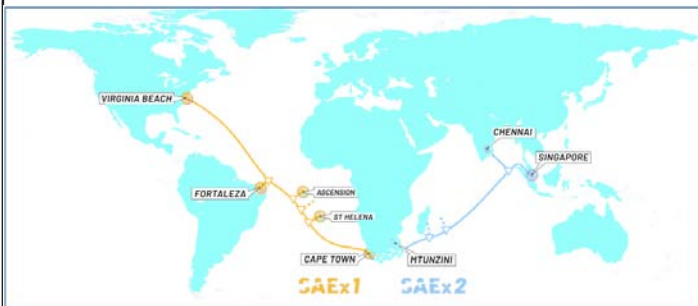 VIRGINIA BEACH
CHENNAI
SINGAPORE
FORTALEZA
ASCENSION
ST HELENA
CAPE TOWN
MTUNZINI
SAEx1
SAEx2